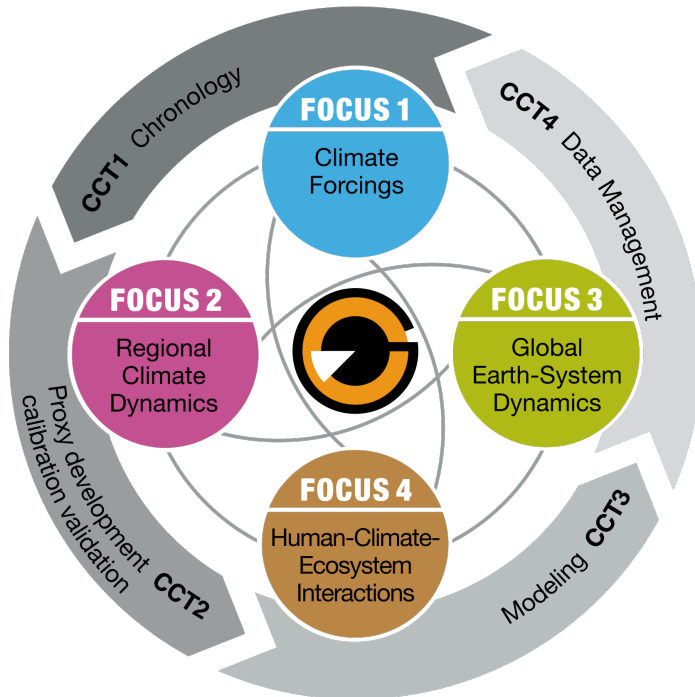 CCT1 Chronology
CCT4 Data Management
FOCUS 1
Climate
Forcings
FOCUS 2
Regional
Climate
Dynamics
FOCUS 3
Global
Earth-System
Dynamics
FOCUS 4
Human-Climate-
Ecosystem
Interactions
Proxy development
calibration validation
CCT2
Modeling CCT3